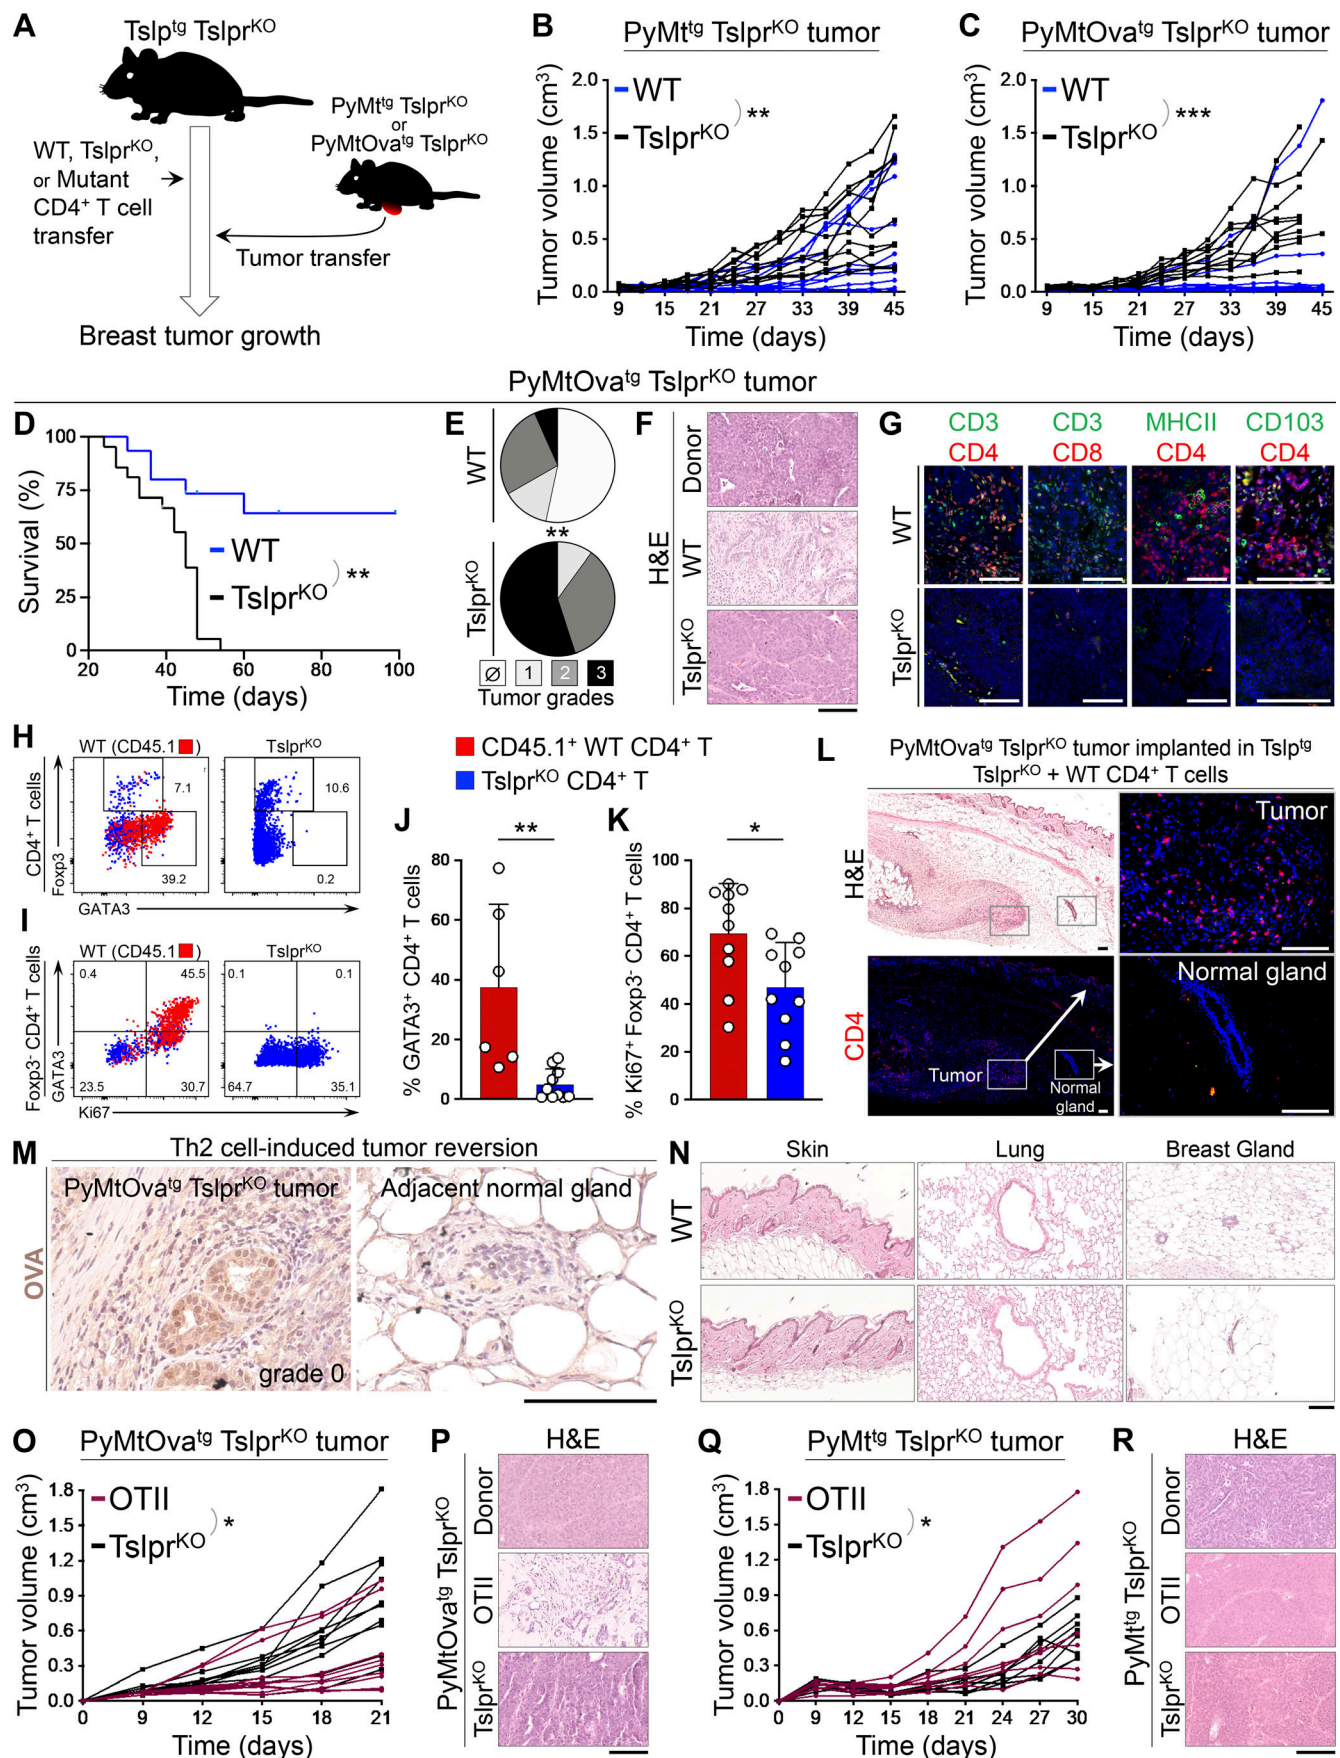 A
Tslp^tg Tslpr^KO
PyMt^tg Tslpr^KO
or
PyMtOva^tg Tslpr^KO
WT, Tslpr^KO,
or Mutant
CD4⁺ T cell
transfer
Tumor transfer
Breast tumor growth
B
PyMt^tg Tslpr^KO tumor
Tumor volume (cm³)
2.0
1.5
1.0
0.5
0.0
WT
Tslpr^KO
**
9 15 21 27 33 39 45
Time (days)
C
PyMtOva^tg Tslpr^KO tumor
Tumor volume (cm³)
2.0
1.5
1.0
0.5
0.0
WT
Tslpr^KO
***
9 15 21 27 33 39 45
Time (days)
PyMtOva^tg Tslpr^KO tumor
D
Survival (%)
100
75
50
25
0
WT
Tslpr^KO
**
20 40 60 80 100
Time (days)
E
WT
**
Tslpr^KO
∅ 1 2 3
Tumor grades
F
H&E
Donor
WT
Tslpr^KO
G
CD3 CD3 MHCII CD103
CD4 CD8 CD4 CD4
WT
Tslpr^KO
H
WT (CD45.1 )
Tslpr^KO
CD4⁺ T cells
Foxp3
7.1
39.2
10.6
0.2
GATA3
I
WT (CD45.1 )
Tslpr^KO
Foxp3⁻ CD4⁺ T cells
GATA3
0.4 45.5
23.5 30.7
0.1 0.1
64.7 35.1
Ki67
CD45.1⁺ WT CD4⁺ T
Tslpr^KO CD4⁺ T
J
% GATA3⁺ CD4⁺ T cells
80
60
40
20
0
**
K
% Ki67⁺ Foxp3⁻ CD4⁺ T cells
100
80
60
40
20
0
*
L
PyMtOva^tg Tslpr^KO tumor implanted in Tslp^tg
Tslpr^KO + WT CD4⁺ T cells
H&E
Tumor
CD4
Tumor
Normal
gland
Normal gland
M
Th2 cell-induced tumor reversion
OVA
PyMtOva^tg Tslpr^KO tumor
grade 0
Adjacent normal gland
N
Skin
Lung
Breast Gland
WT
Tslpr^KO
O
PyMtOva^tg Tslpr^KO tumor
Tumor volume (cm³)
1.8
1.5
1.2
0.9
0.6
0.3
0.0
OTII
Tslpr^KO
*
0 9 12 15 18 21
Time (days)
P
H&E
PyMtOva^tg Tslpr^KO
Donor
OTII
Tslpr^KO
Q
PyMt^tg Tslpr^KO tumor
Tumor volume (cm³)
1.8
1.5
1.2
0.9
0.6
0.3
0.0
OTII
Tslpr^KO
*
0 9 12 15 18 21 24 27 30
Time (days)
R
H&E
PyMt^tg Tslpr^KO
Donor
OTII
Tslpr^KO